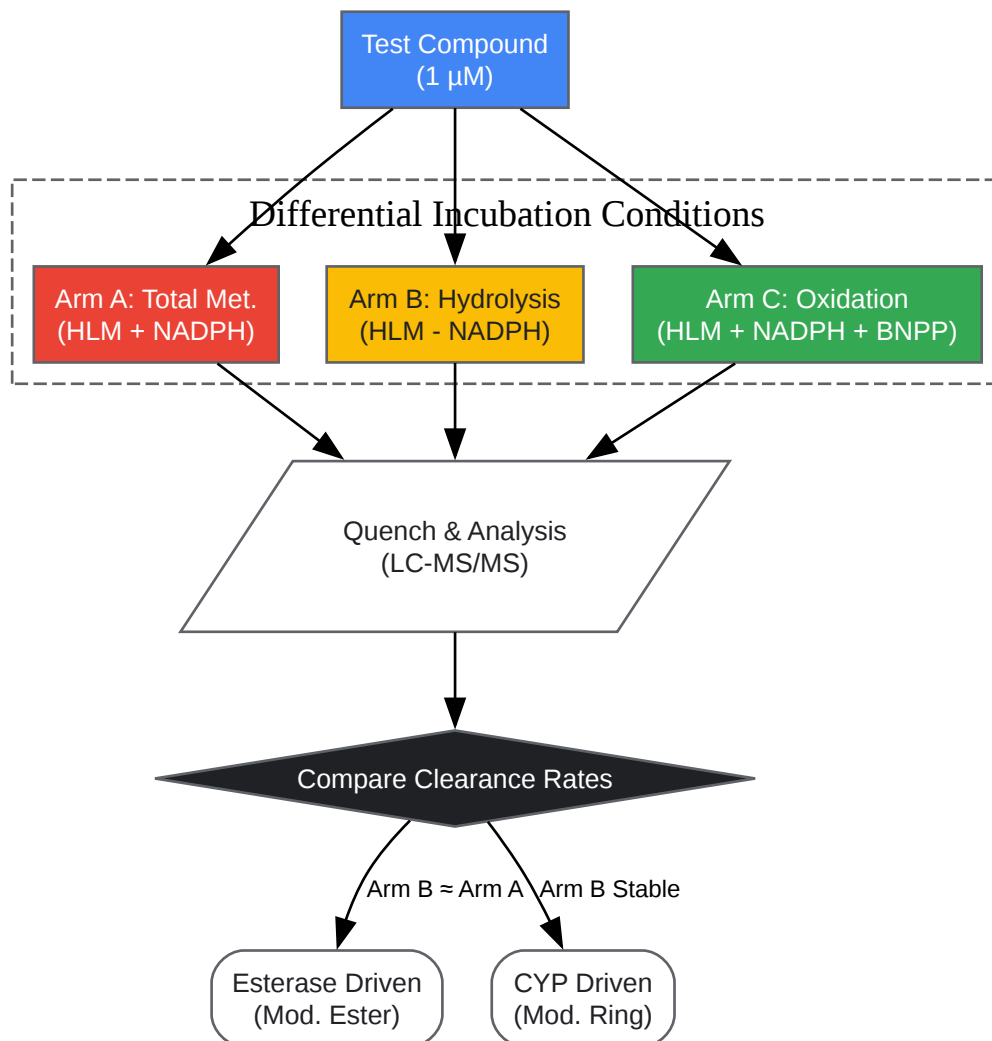 Test Compound
(1 µM)
Differential Incubation Conditions
Arm A: Total Met.
(HLM + NADPH)
Arm B: Hydrolysis
(HLM - NADPH)
Arm C: Oxidation
(HLM + NADPH + BNPP)
Quench & Analysis
(LC-MS/MS)
Compare Clearance Rates
Arm B ≈ Arm A
Arm B Stable
Esterase Driven
(Mod. Ester)
CYP Driven
(Mod. Ring)